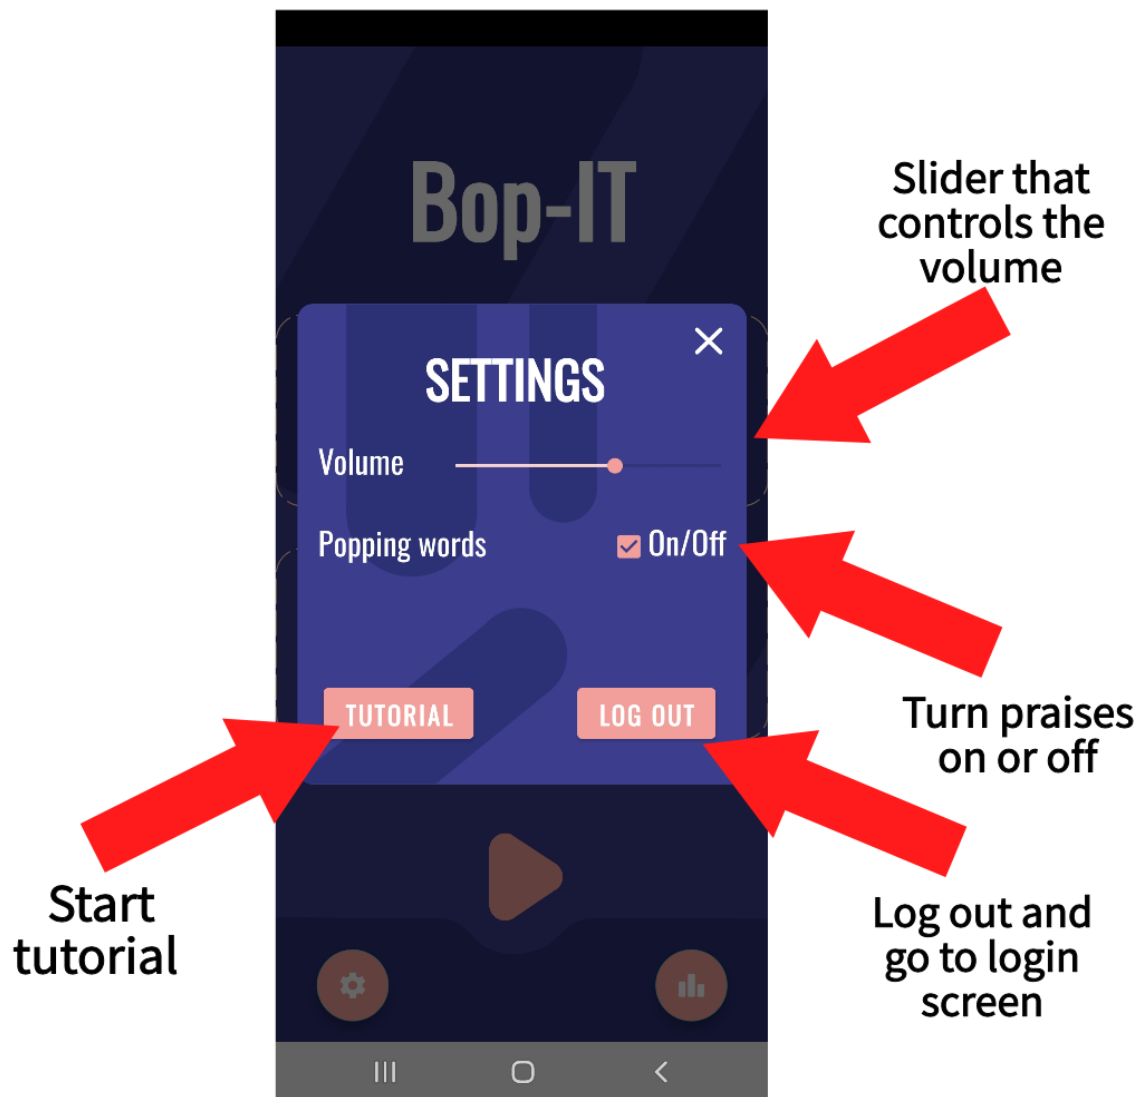 Bop-IT
Slider that
controls the
volume
SETTINGS
Volume
Popping words
On/Off
TUTORIAL
LOG OUT
Turn praises
on or off
Start
tutorial
Log out and
go to login
screen